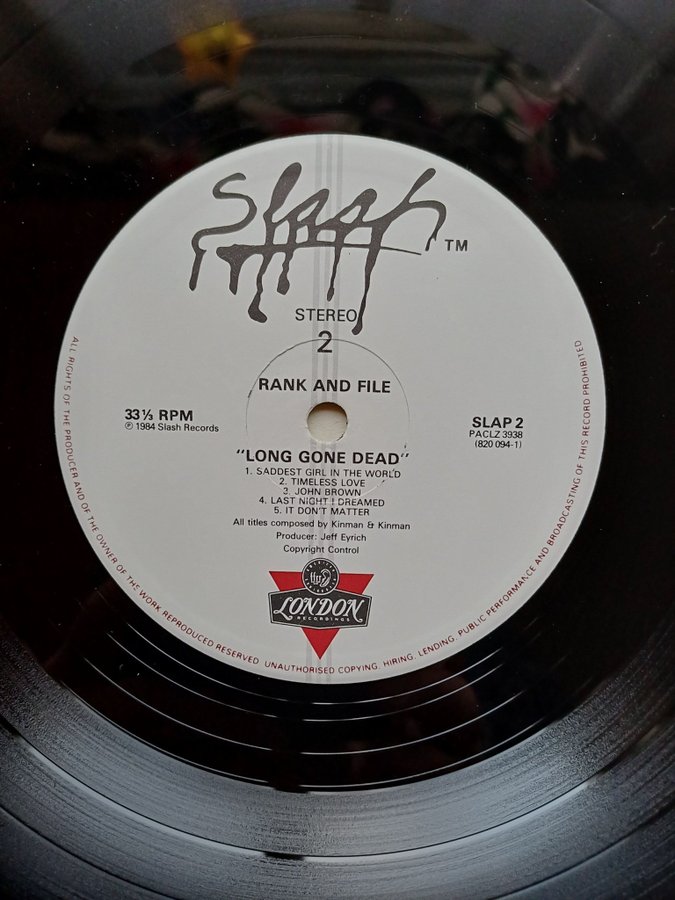 Slash TM
STEREO
2
RANK AND FILE
33⅓ RPM
℗ 1984 Slash Records
SLAP 2
PACLZ 3938
(820 094-1)
"LONG GONE DEAD"
1. SADDEST GIRL IN THE WORLD
2. TIMELESS LOVE
3. JOHN BROWN
4. LAST NIGHT I DREAMED
5. IT DON'T MATTER
All titles composed by Kinman & Kinman
Producer: Jeff Eyrich
Copyright Control
LONDON
RECORDINGS
ALL RIGHTS OF THE PRODUCER AND OF THE OWNER OF THE WORK REPRODUCED RESERVED. UNAUTHORISED COPYING, HIRING, LENDING, PUBLIC PERFORMANCE AND BROADCASTING OF THIS RECORD PROHIBITED